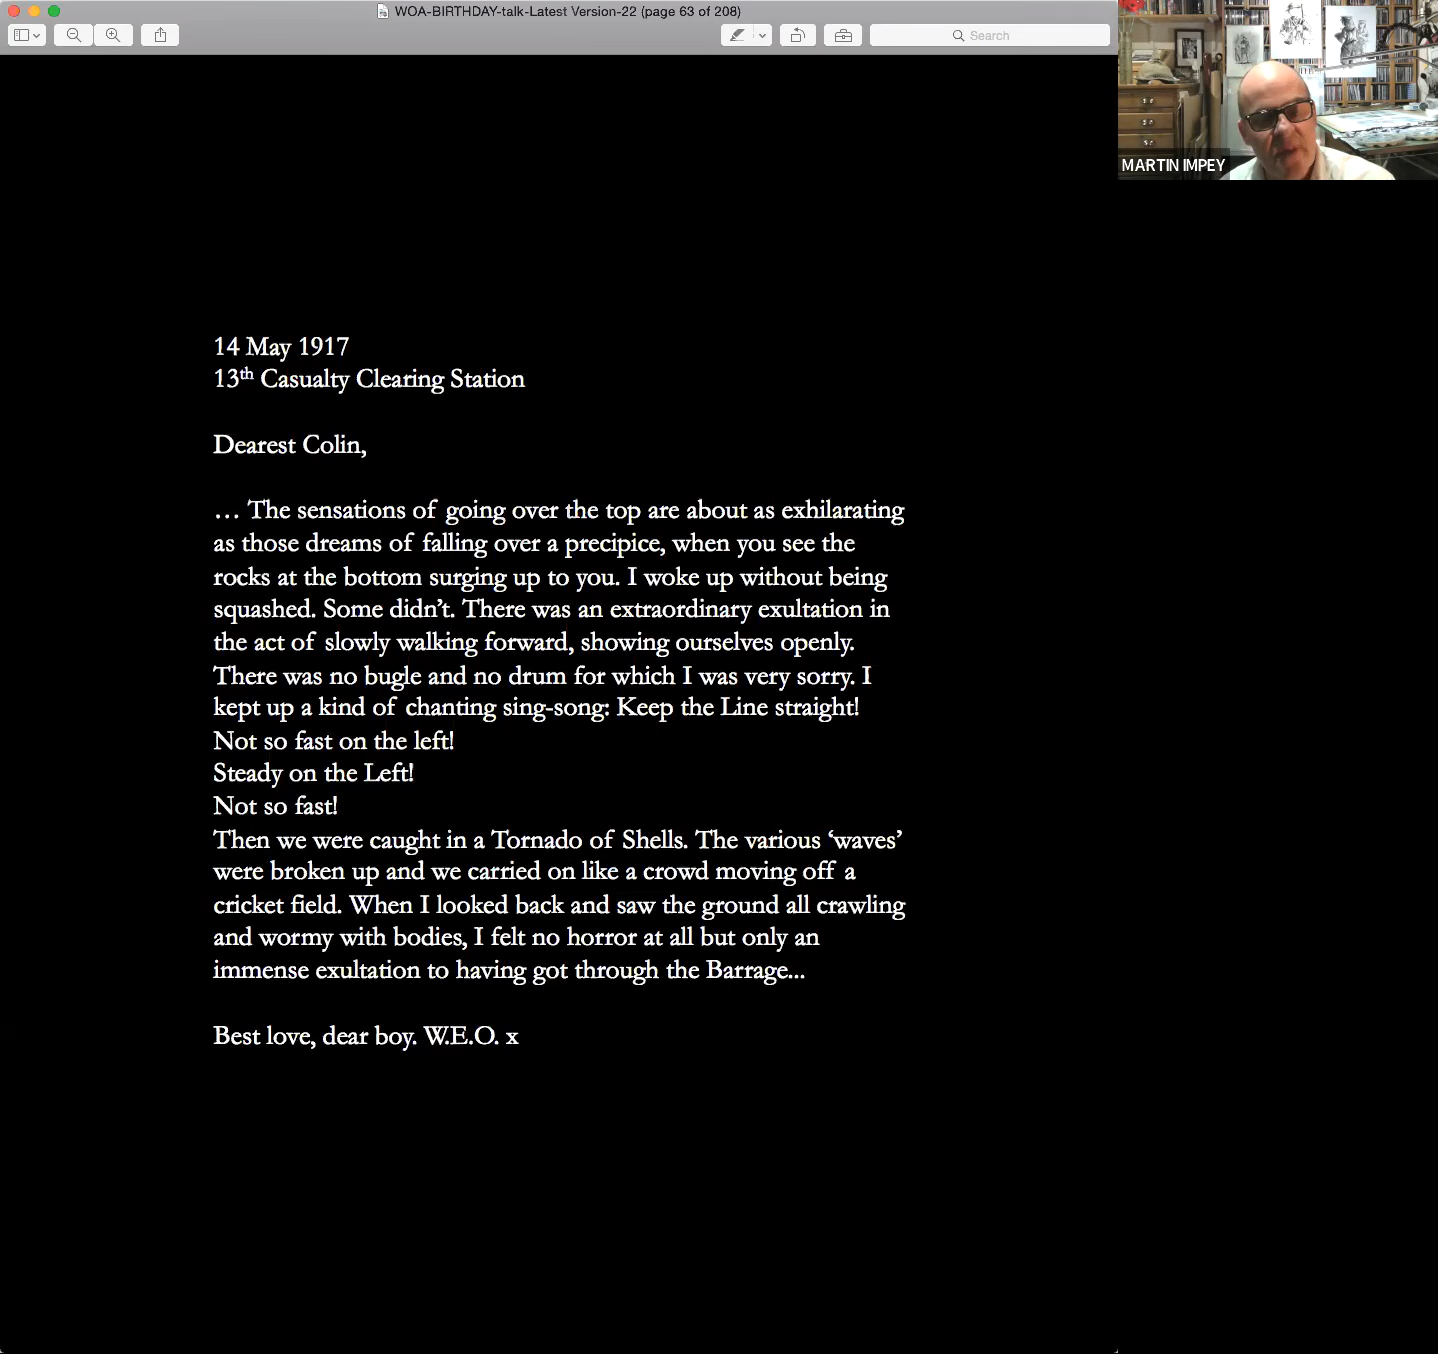 WOA-BIRTHDAY-talk-Latest Version-22 (page 63 of 208)
Search
MARTIN IMPEY
14 May 1917
13th Casualty Clearing Station
Dearest Colin,
… The sensations of going over the top are about as exhilarating
as those dreams of falling over a precipice, when you see the
rocks at the bottom surging up to you. I woke up without being
squashed. Some didn’t. There was an extraordinary exultation in
the act of slowly walking forward, showing ourselves openly.
There was no bugle and no drum for which I was very sorry. I
kept up a kind of chanting sing-song: Keep the Line straight!
Not so fast on the left!
Steady on the Left!
Not so fast!
Then we were caught in a Tornado of Shells. The various ‘waves’
were broken up and we carried on like a crowd moving off a
cricket field. When I looked back and saw the ground all crawling
and wormy with bodies, I felt no horror at all but only an
immense exultation to having got through the Barrage...
Best love, dear boy. W.E.O. x